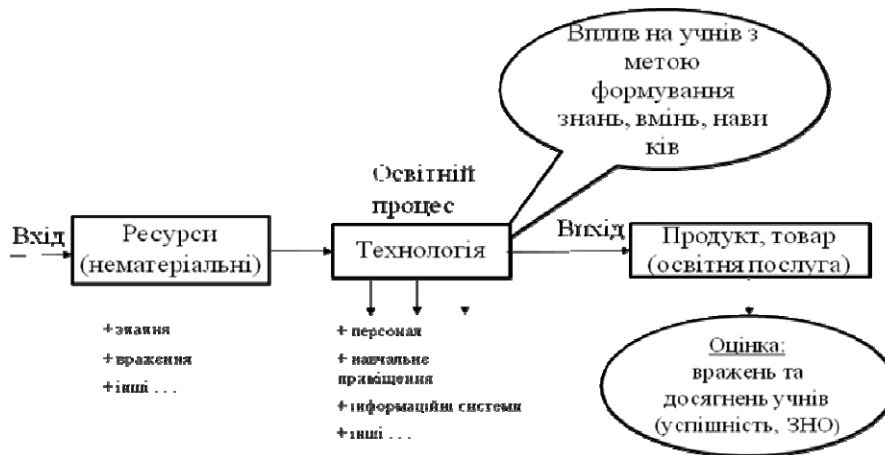 Вплив на учнів з
метою
формування
знань, вмінь, нави
ків
Освітній
процес
Вхід
Ресурси
(нематеріальні)
Технологія
Вихід
Продукт, товар
(освітня послуга)
+ знання
+ враження
+ інші . . .
+ персонал
+ навчальне
приміщення
+ інформаційні системи
+ інші . . .
Оцінка:
вражень та
досягнень учнів
(успішність, ЗНО)